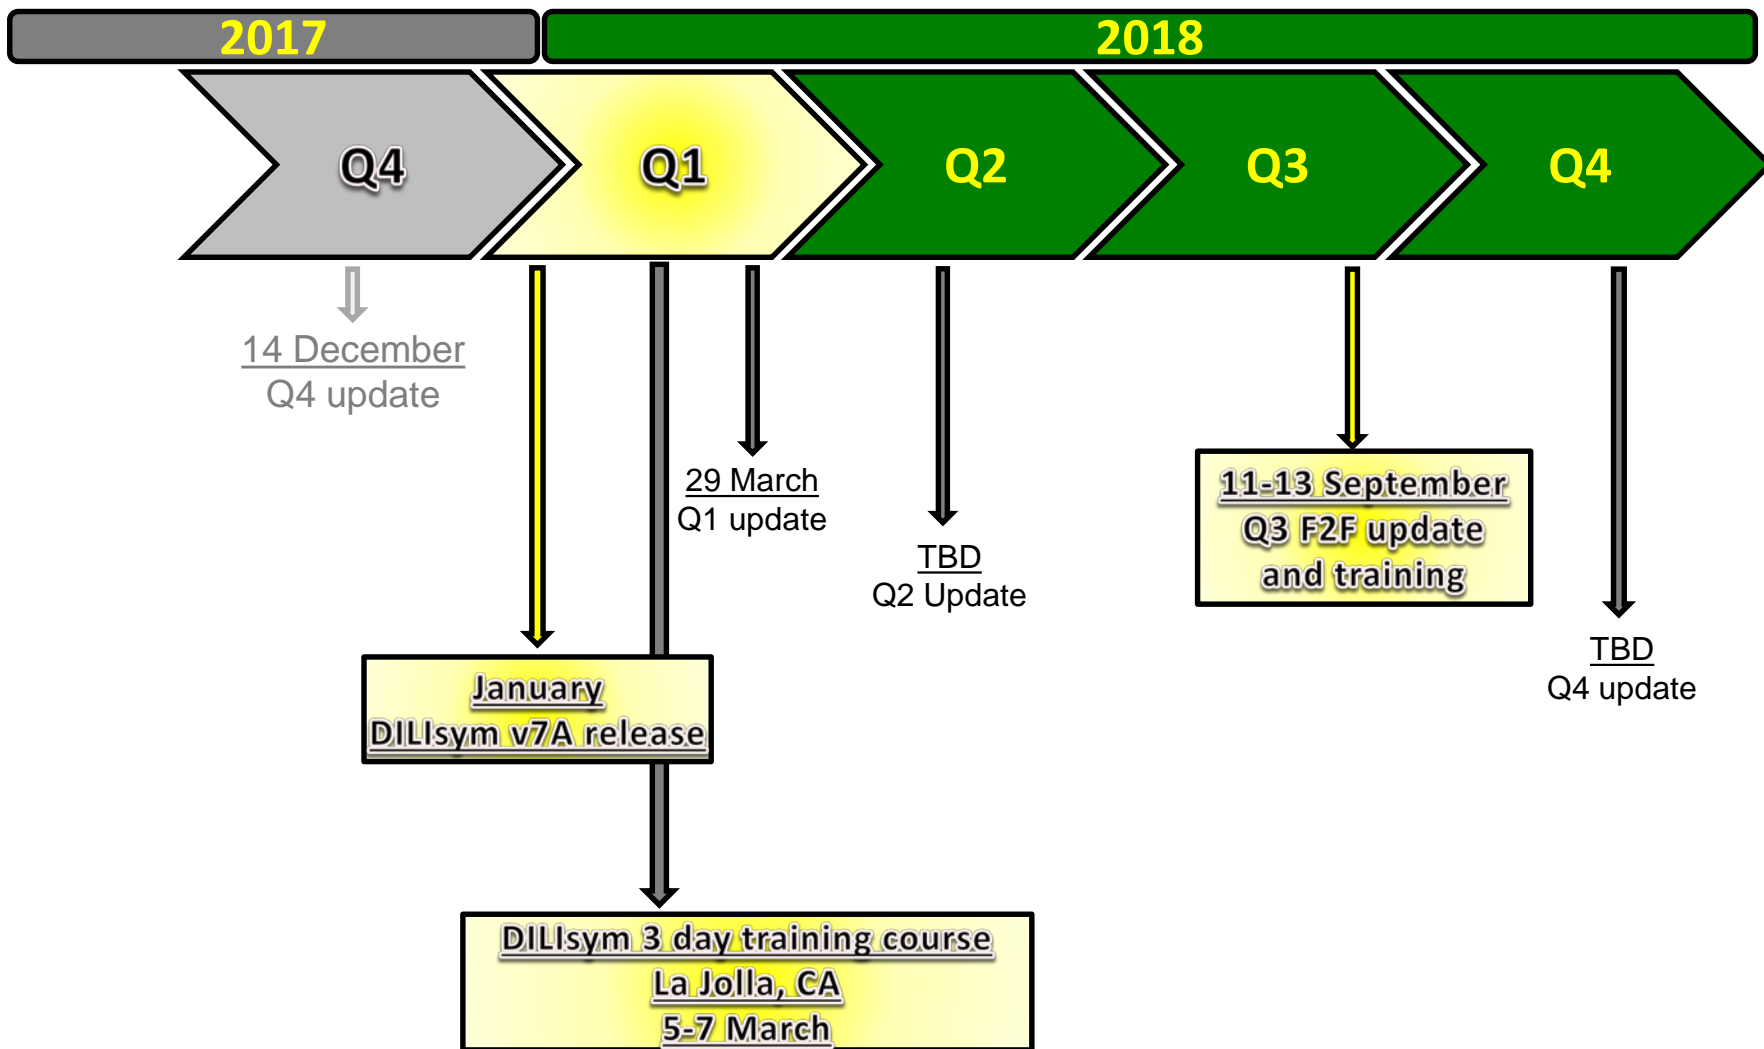 2017
2018
Q4
Q1
Q2
Q3
Q4
14 December
Q4 update
29 March
Q1 update
TBD
Q2 Update
11-13 September
Q3 F2F update
and training
TBD
Q4 update
January
DILIsym v7A release
DILIsym 3 day training course
La Jolla, CA
5-7 March